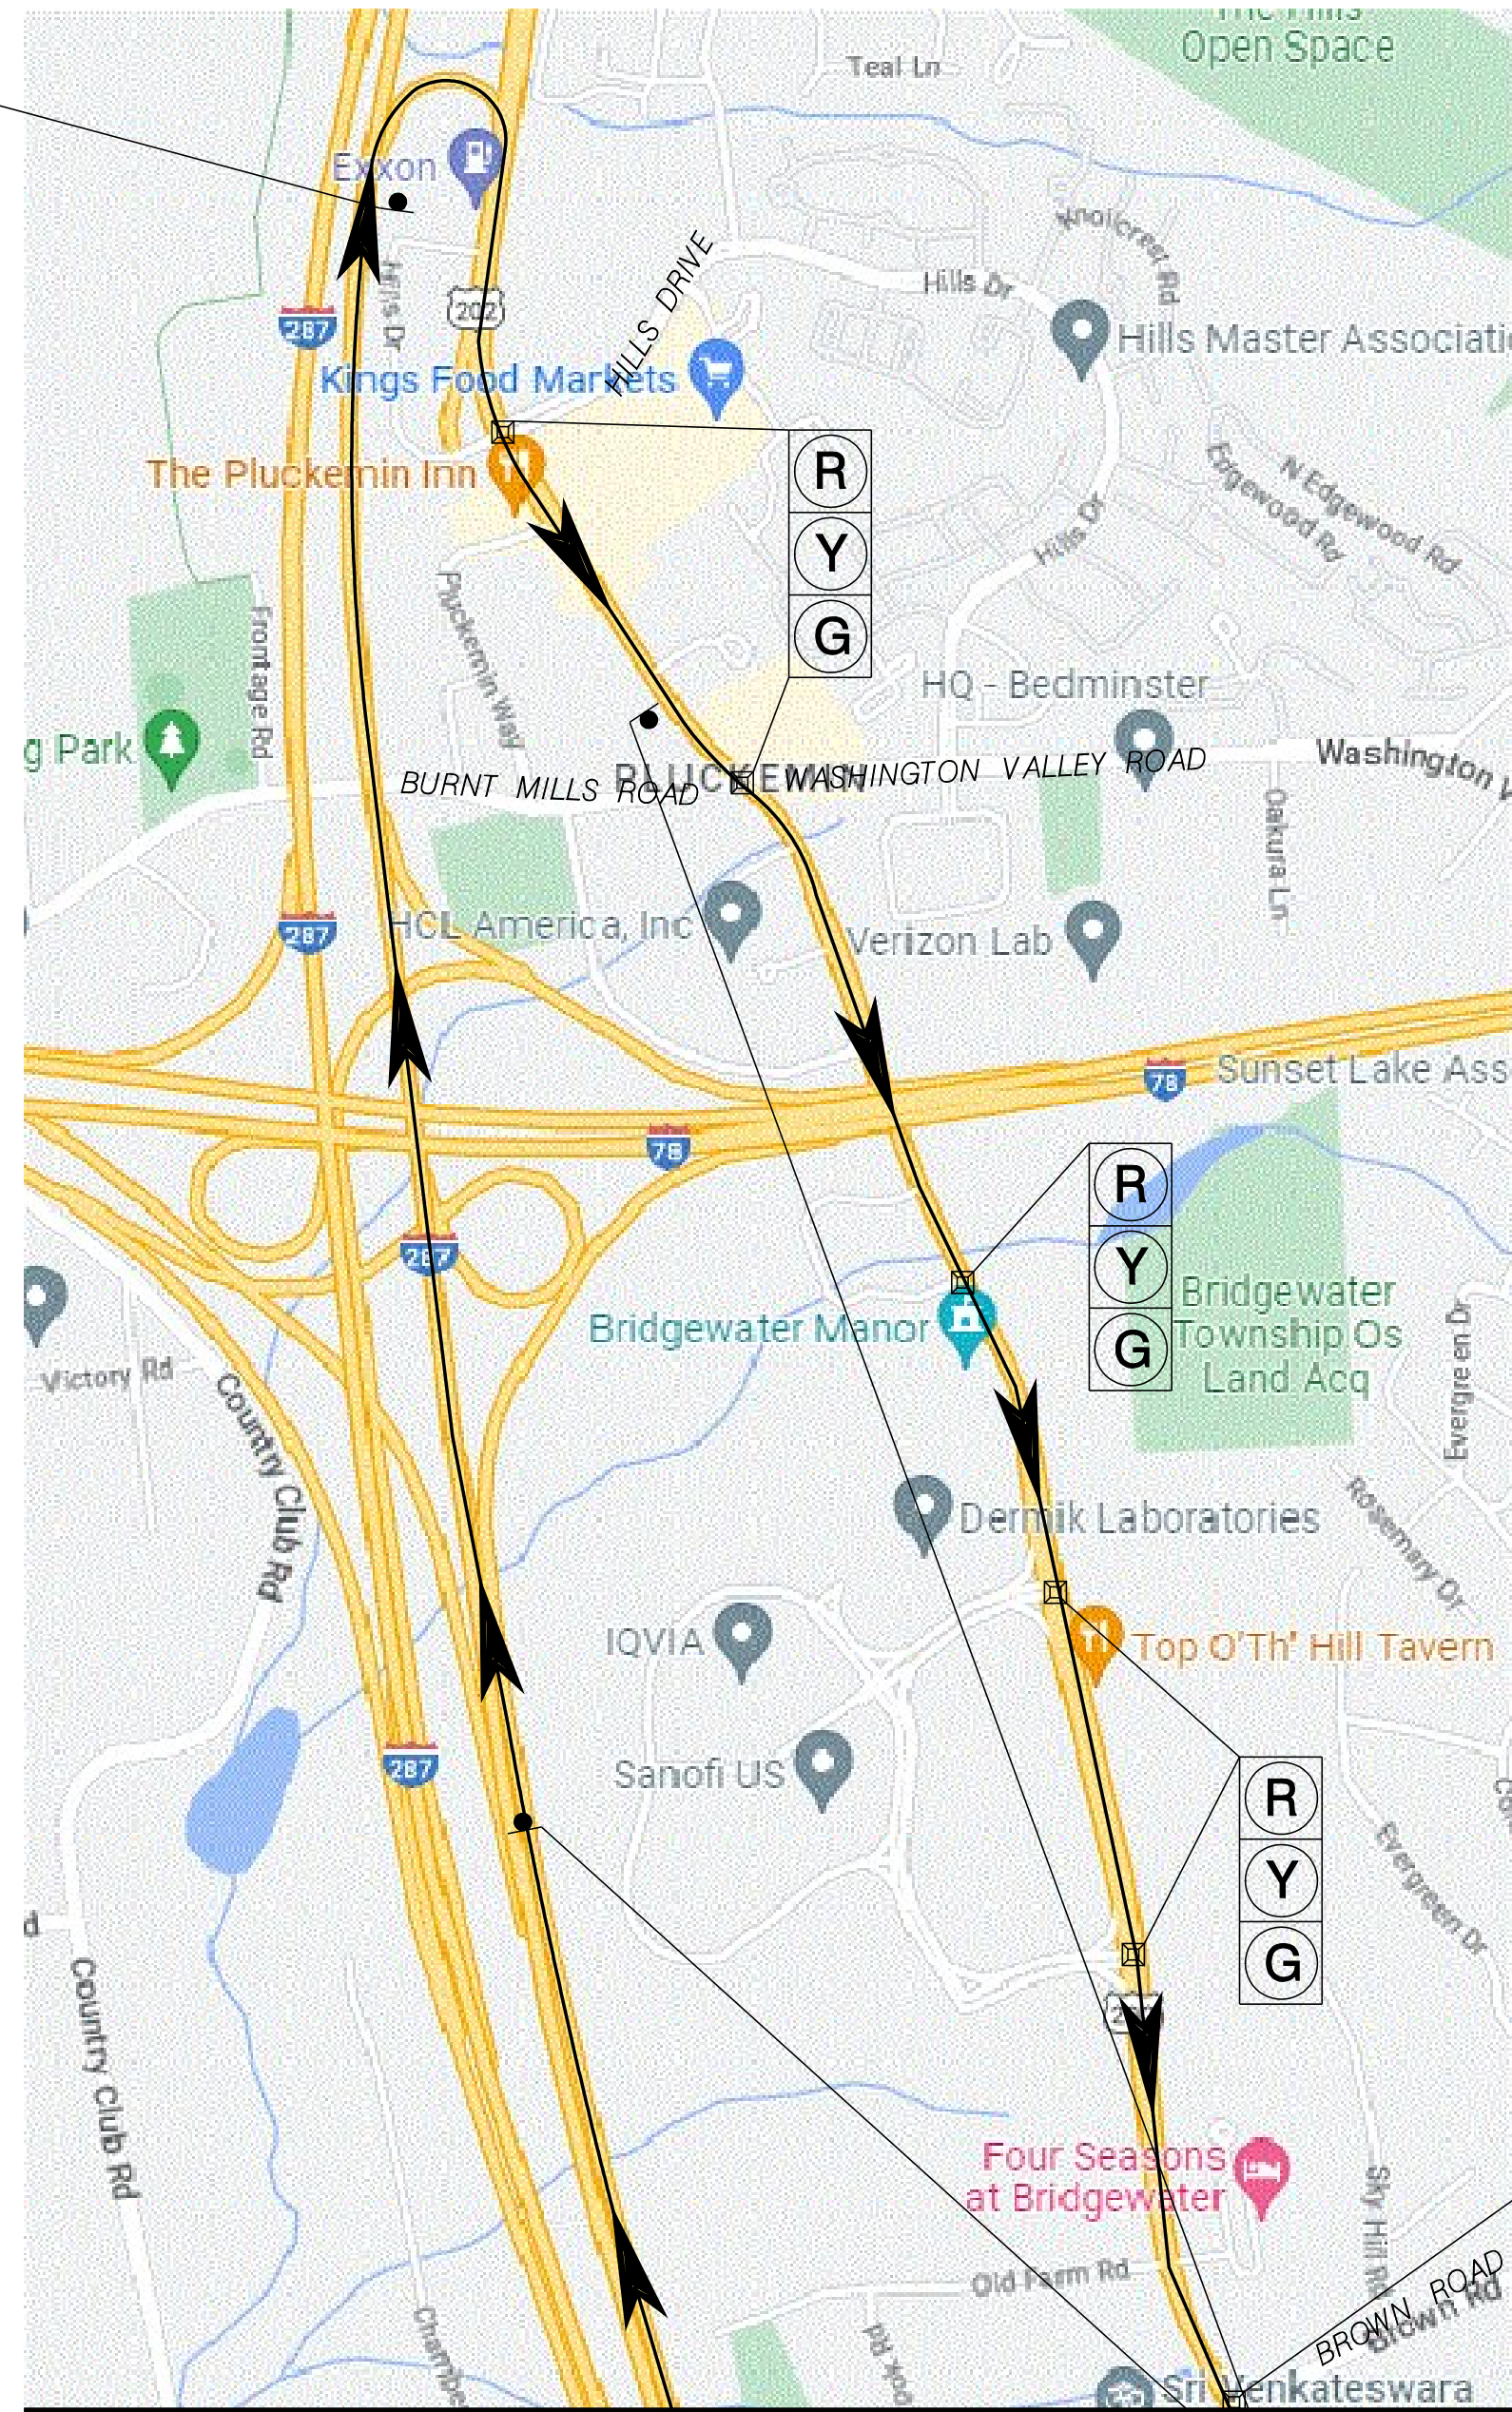 Open Space
Teal Ln
Exxon
Knollcrest Rd
Hills Dr
HILLS DRIVE
Hills Dr
202
287
Hills Master Associati
Kings Food Markets
The Pluckemin Inn
R
Y
G
N Edgewood Rd
Edgewood Rd
Hills Dr
Pluckemin Way
Frontage Rd
HQ - Bedminster
g Park
BURNT MILLS ROAD
PLUCKEMIN
WASHINGTON VALLEY ROAD
Washington V
Oakura Ln
287
HCL America, Inc
Verizon Lab
78
Sunset Lake Ass
78
R
Y
G
287
Bridgewater
Township Os
Land Acq
Bridgewater Manor
Evergreen Dr
Victory Rd
Country Club Rd
Dermik Laboratories
Rosemary Dr
IQVIA
Top O'Th' Hill Tavern
287
Sanofi US
R
Y
G
Evergreen Dr
d
Country Club Rd
Four Seasons
at Bridgewater
Sky Hill Rd
Old Farm Rd
BROWN ROAD
Brown Rd
Chambe
Sri Venkateswara